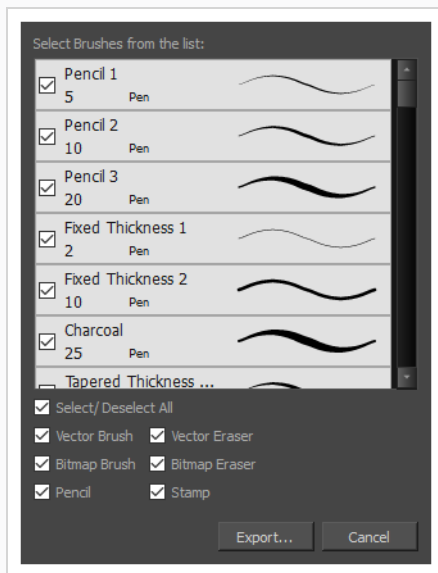 Select Brushes from the list:
Pencil 1
5 Pen
Pencil 2
10 Pen
Pencil 3
20 Pen
Fixed Thickness 1
2 Pen
Fixed Thickness 2
10 Pen
Charcoal
25 Pen
Tapered Thickness ...
Select/Deselect All
Vector Brush Vector Eraser
Bitmap Brush Bitmap Eraser
Pencil Stamp
Export... Cancel